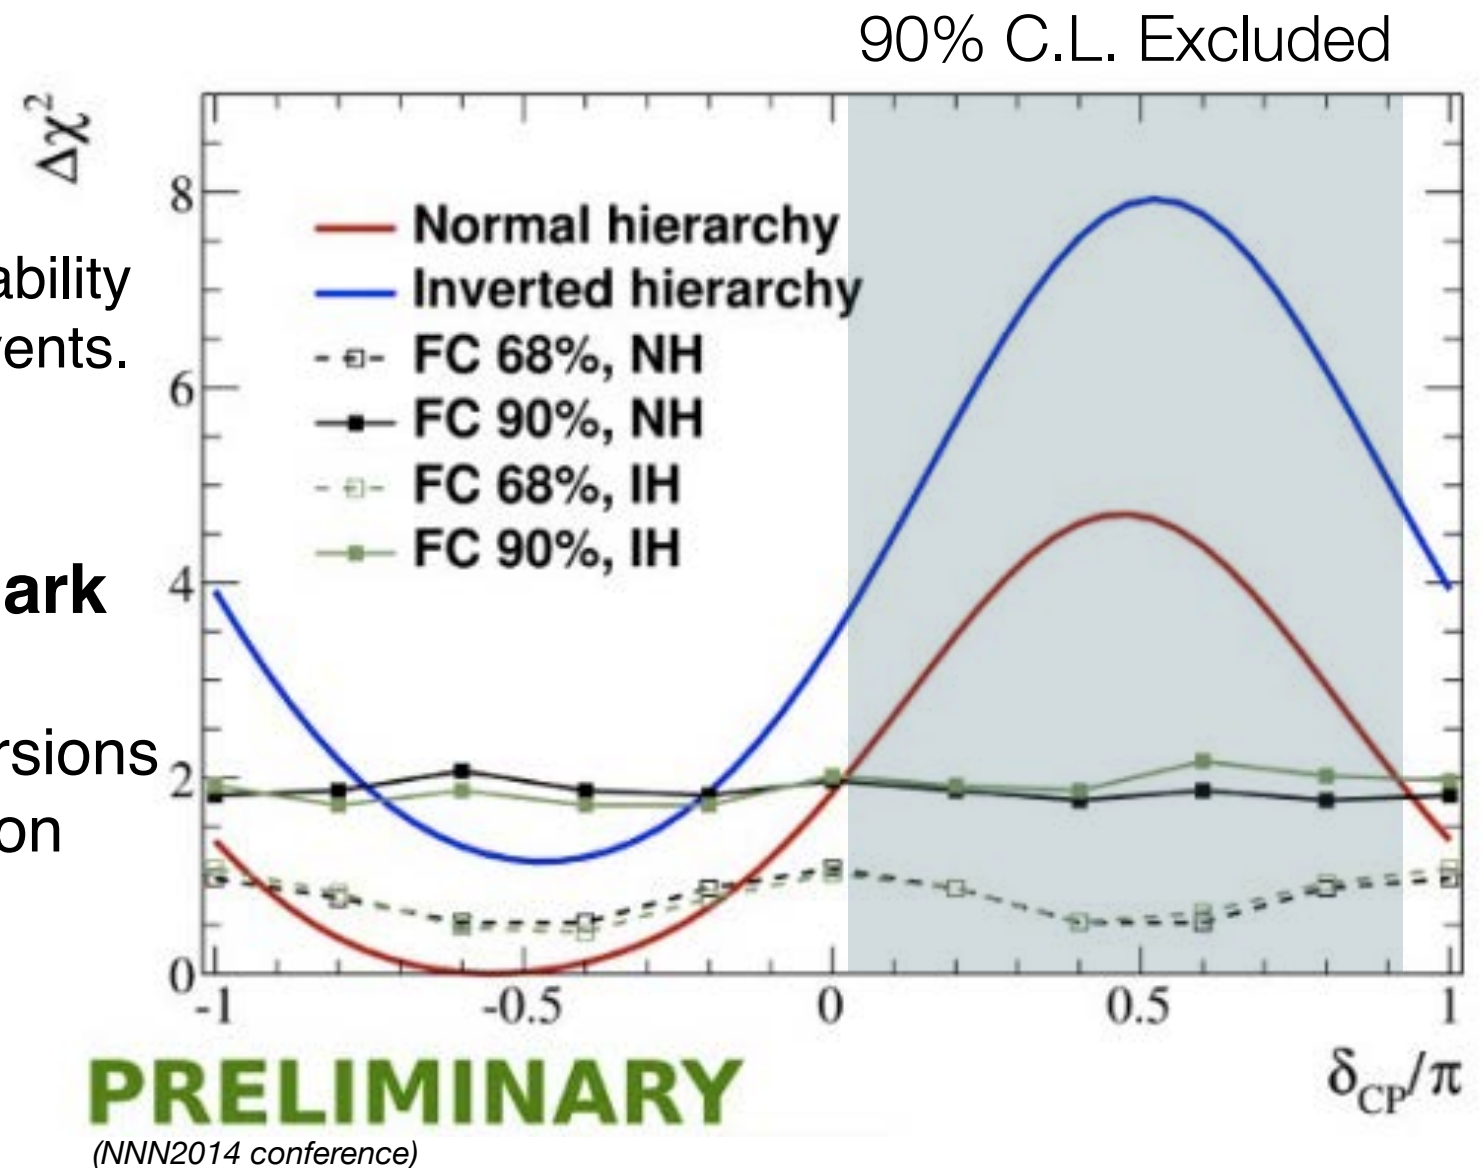 90% C.L. Excluded
Δχ²
8
6
4
2
0
Normal hierarchy
Inverted hierarchy
FC 68%, NH
FC 90%, NH
FC 68%, IH
FC 90%, IH
ability
ents.
ark
rsions
on
-1 -0.5 0 0.5 1
δCP/π
PRELIMINARY
(NNN2014 conference)